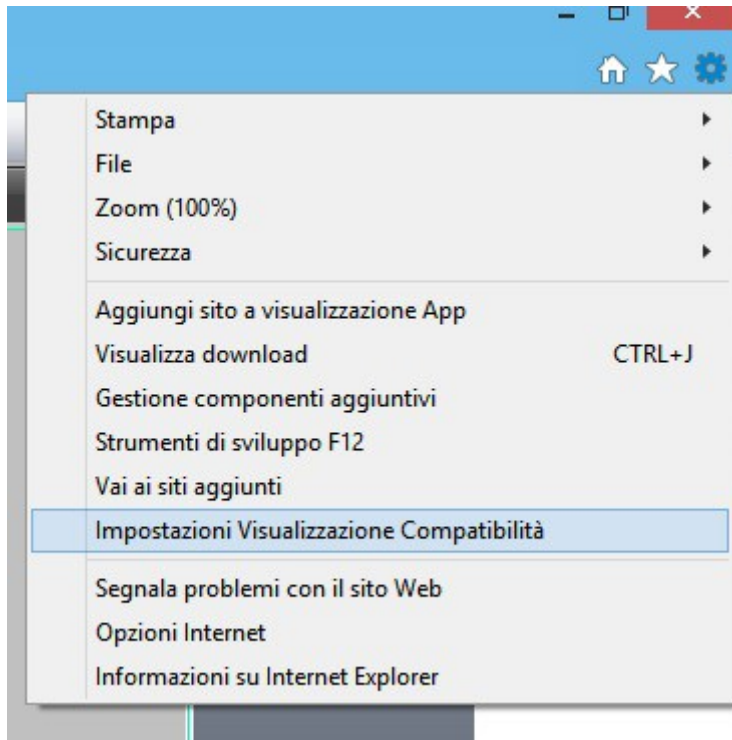 Stampa
File
Zoom (100%)
Sicurezza
Aggiungi sito a visualizzazione App
Visualizza download CTRL+J
Gestione componenti aggiuntivi
Strumenti di sviluppo F12
Vai ai siti aggiunti
Impostazioni Visualizzazione Compatibilità
Segnala problemi con il sito Web
Opzioni Internet
Informazioni su Internet Explorer